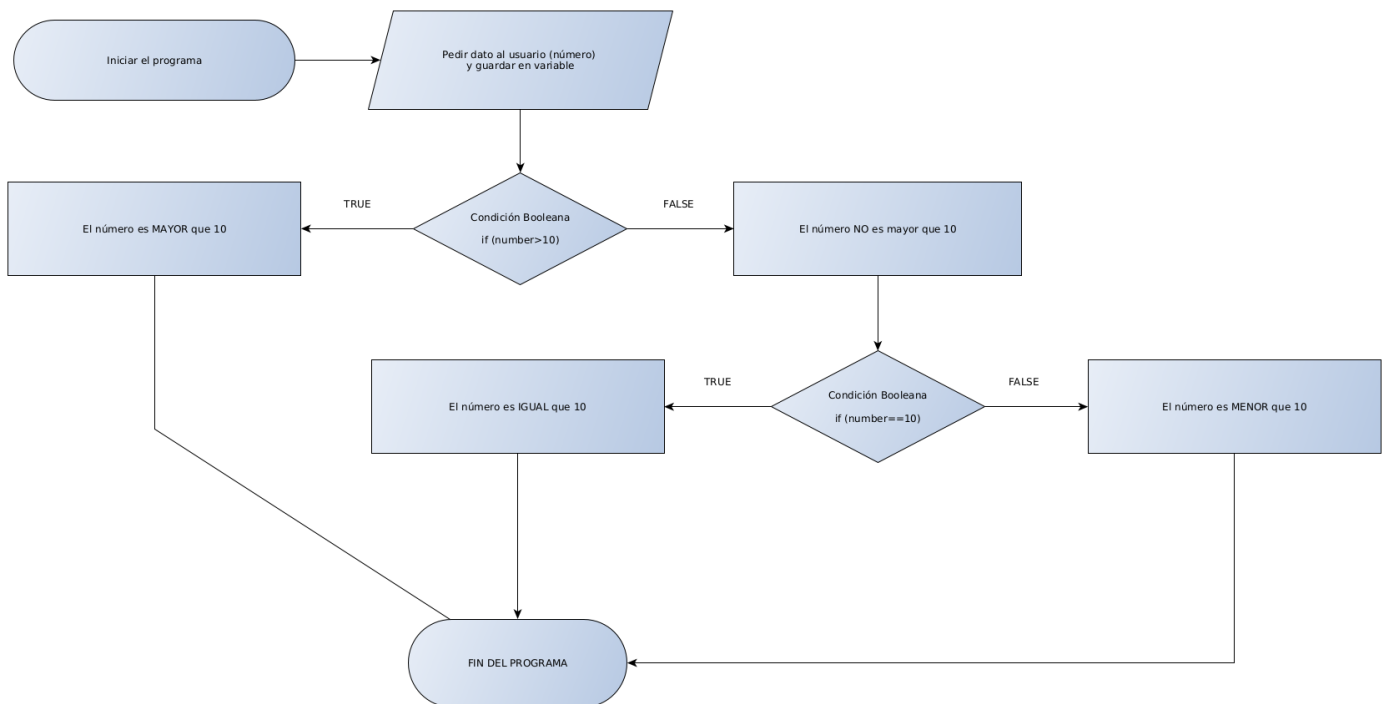 Iniciar el programa
Pedir dato al usuario (número)
y guardar en variable
El número es MAYOR que 10
TRUE
Condición Booleana
if (number>10)
FALSE
El número NO es mayor que 10
El número es IGUAL que 10
TRUE
Condición Booleana
if (number==10)
FALSE
El número es MENOR que 10
FIN DEL PROGRAMA